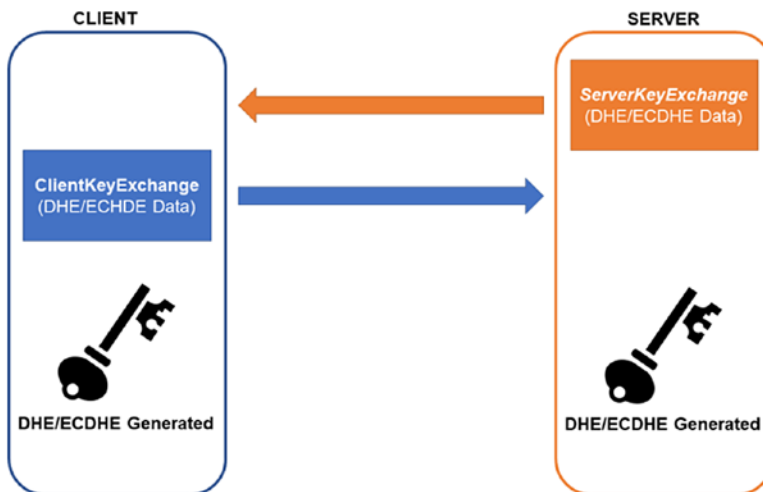 CLIENT
SERVER
ServerKeyExchange
(DHE/ECDHE Data)
ClientKeyExchange
(DHE/ECHDE Data)
DHE/ECDHE Generated
DHE/ECDHE Generated